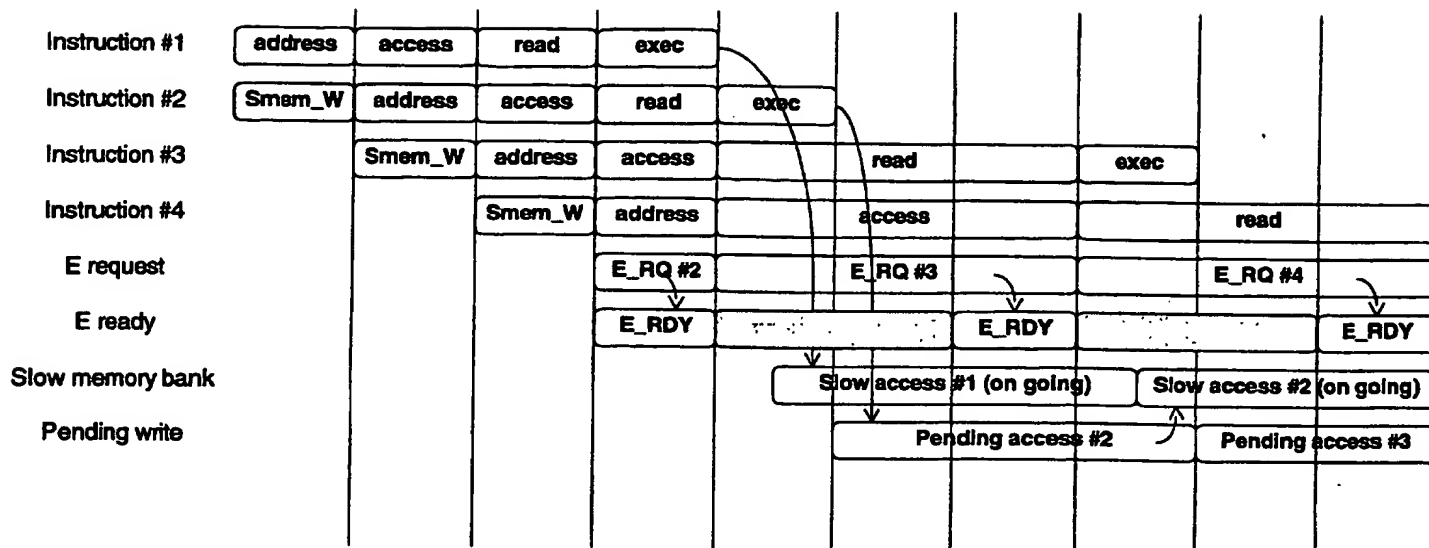 Instruction #1 address access read exec
Instruction #2 Smem_W address access read exec
Instruction #3 Smem_W address access read exec
Instruction #4 Smem_W address access read
E request E_RQ #2 E_RQ #3 E_RQ #4
E ready E_RDY E_RDY E_RDY
Slow memory bank Slow access #1 (on going) Slow access #2 (on going)
Pending write Pending access #2 Pending access #3